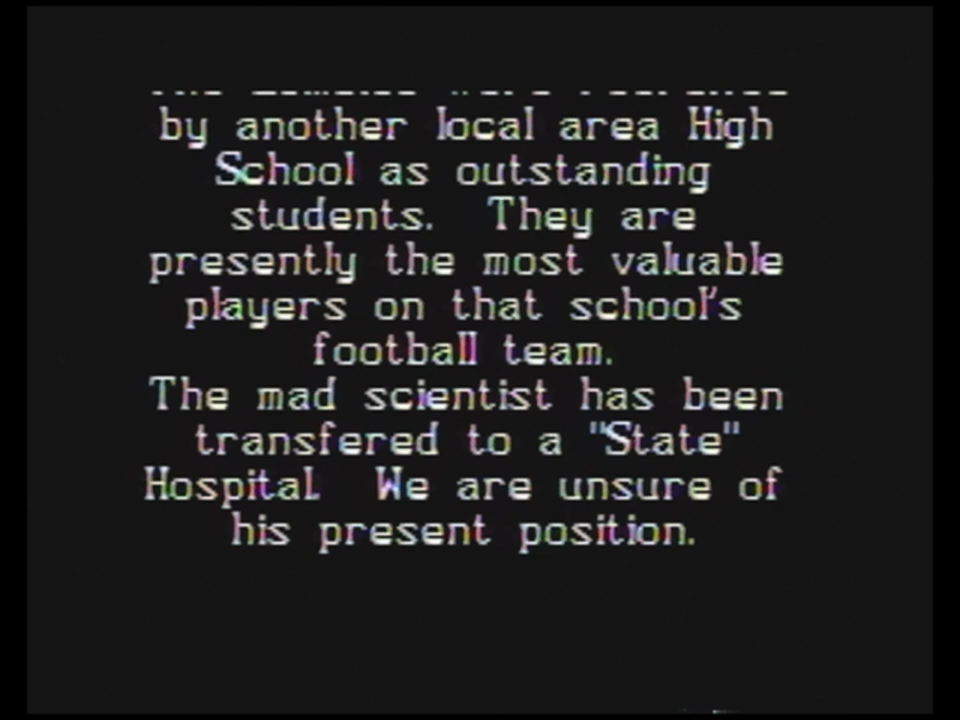 by another local area High
School as outstanding
students. They are
presently the most valuable
players on that school's
football team.
The mad scientist has been
transfered to a "State"
Hospital. We are unsure of
his present position.